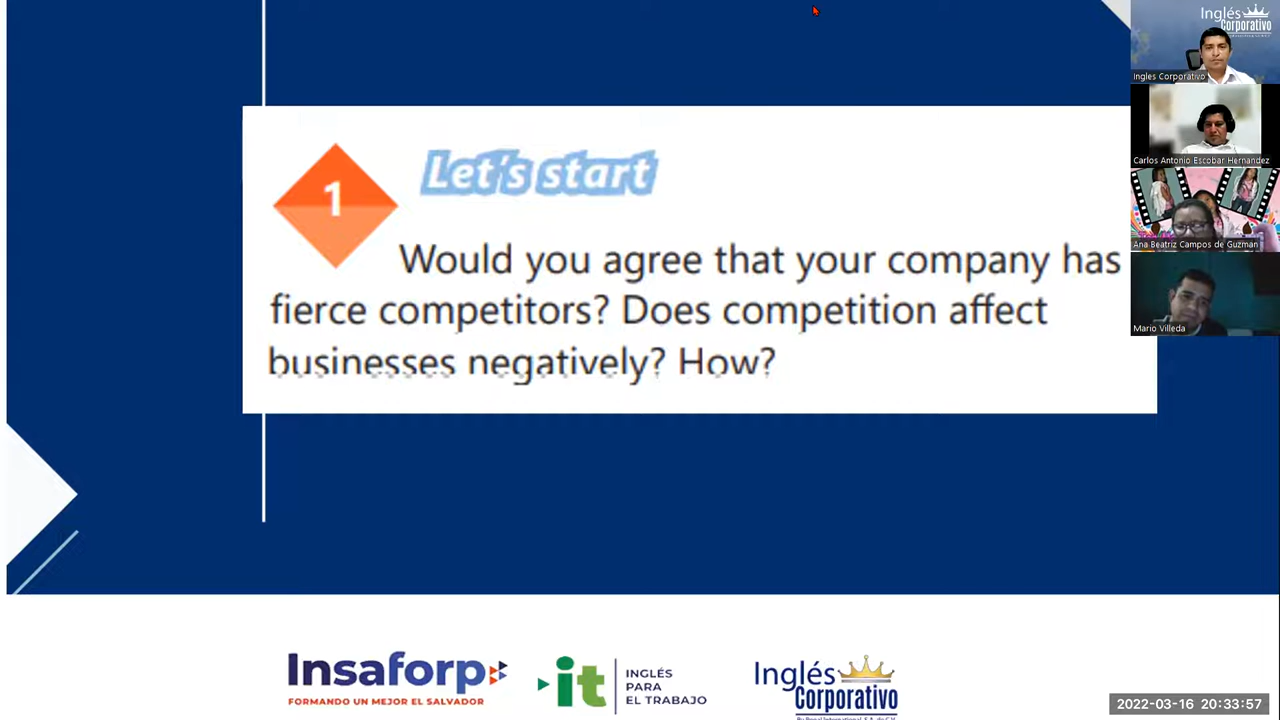 1
Let's start
Would you agree that your company has
fierce competitors? Does competition affect
businesses negatively? How?
Inglés
Corporativo
Ingles Corporativo
Carlos Antonio Escobar Hernandez
Ana Beatriz Campos de Guzman
Mario Villeda
Insaforp
FORMANDO UN MEJOR EL SALVADOR
it
INGLÉS
PARA
EL TRABAJO
Inglés
Corporativo
2022-03-16 20:33:57